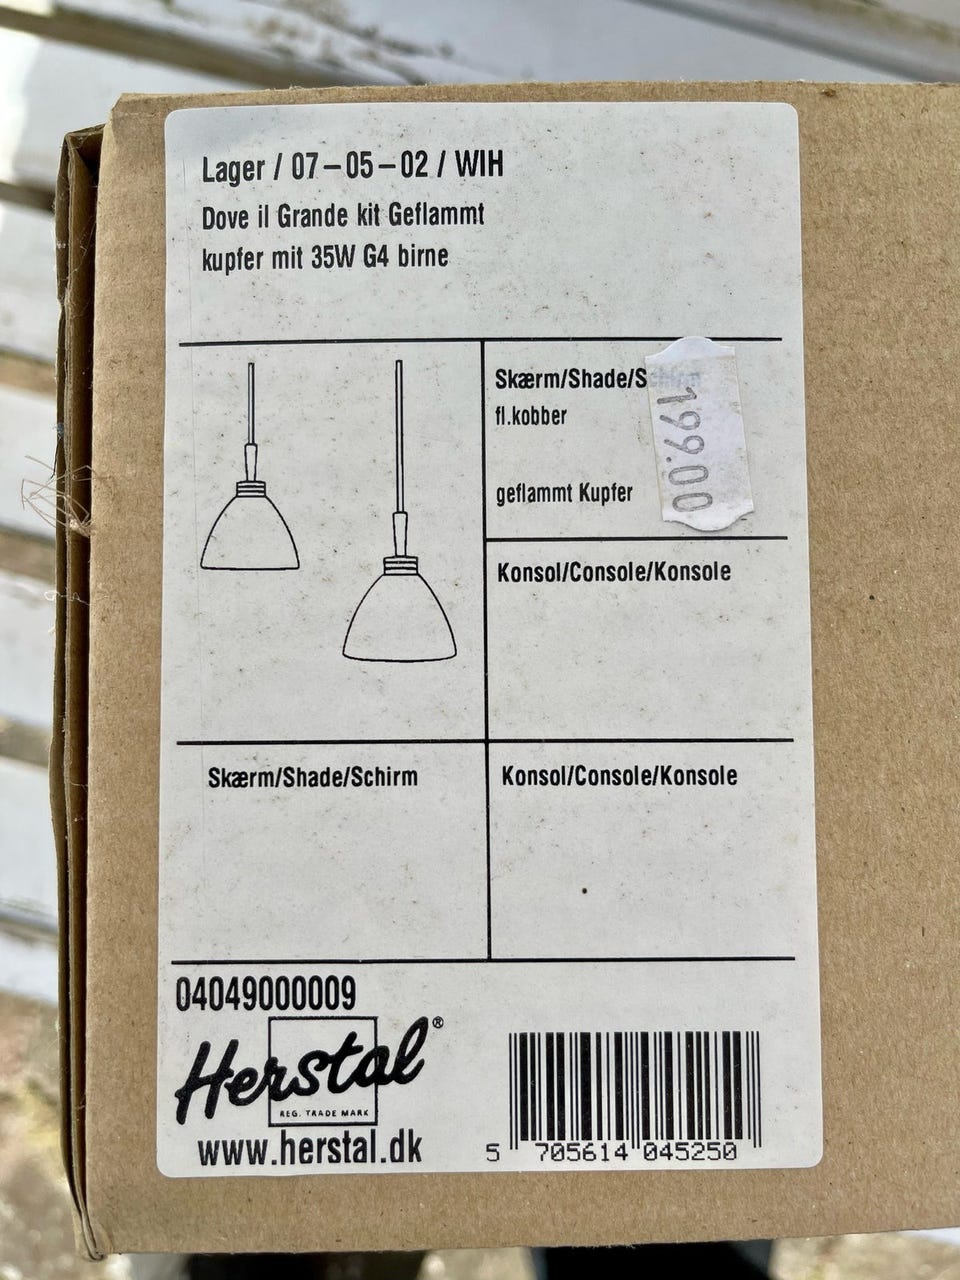 Lager / 07-05-02 / WIH
Dove il Grande kit Geflammt
kupfer mit 35W G4 birne
Skærm/Shade/Schirm
fl.kobber
geflammt Kupfer
199.00
Konsol/Console/Konsole
Skærm/Shade/Schirm
Konsol/Console/Konsole
04049000009
Herstal®
REG. TRADE MARK
www.herstal.dk
5 705614 045250